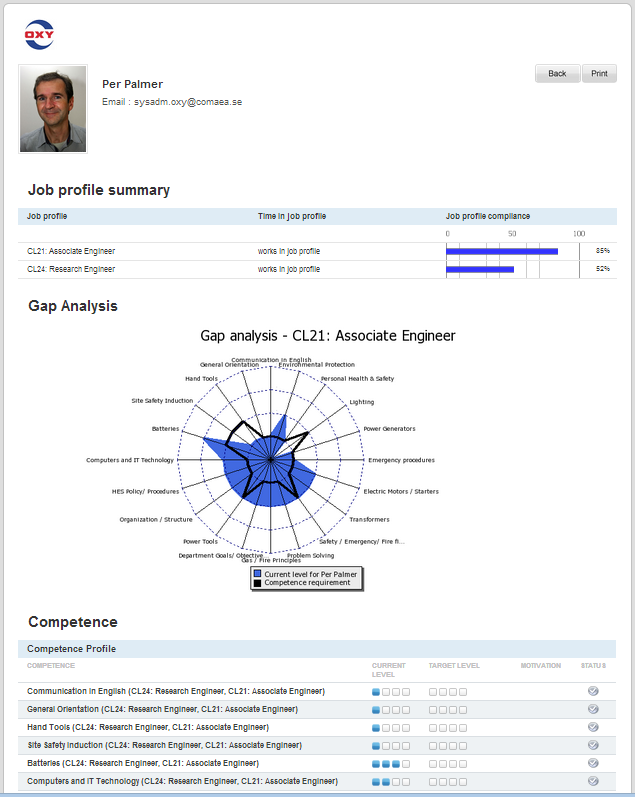 OXY
Back Print
Per Palmer
Email : sysadm.oxy@comaea.se
Job profile summary
Job profile Time in job profile Job profile compliance
0 50 100
CL21: Associate Engineer works in job profile 85%
CL24: Research Engineer works in job profile 52%
Gap Analysis
Gap analysis - CL21: Associate Engineer
Communication in English
General Orientation Environmental Protection
Hand Tools Personal Health & Safety
Site Safety Induction Lighting
Batteries Power Generators
Computers and IT Technology Emergency procedures
HES Policy/ Procedures Electric Motors / Starters
Organization / Structure Transformers
Power Tools Safety / Emergency/ Fire fi...
Department Goals/ Objective... Problem Solving
Gas / Fire Principles
Current level for Per Palmer
Competence requirement
Competence
Competence Profile
COMPETENCE CURRENT LEVEL TARGET LEVEL MOTIVATION STATUS
Communication in English (CL24: Research Engineer, CL21: Associate Engineer)
General Orientation (CL24: Research Engineer, CL21: Associate Engineer)
Hand Tools (CL24: Research Engineer, CL21: Associate Engineer)
Site Safety Induction (CL24: Research Engineer, CL21: Associate Engineer)
Batteries (CL24: Research Engineer, CL21: Associate Engineer)
Computers and IT Technology (CL24: Research Engineer, CL21: Associate Engineer)